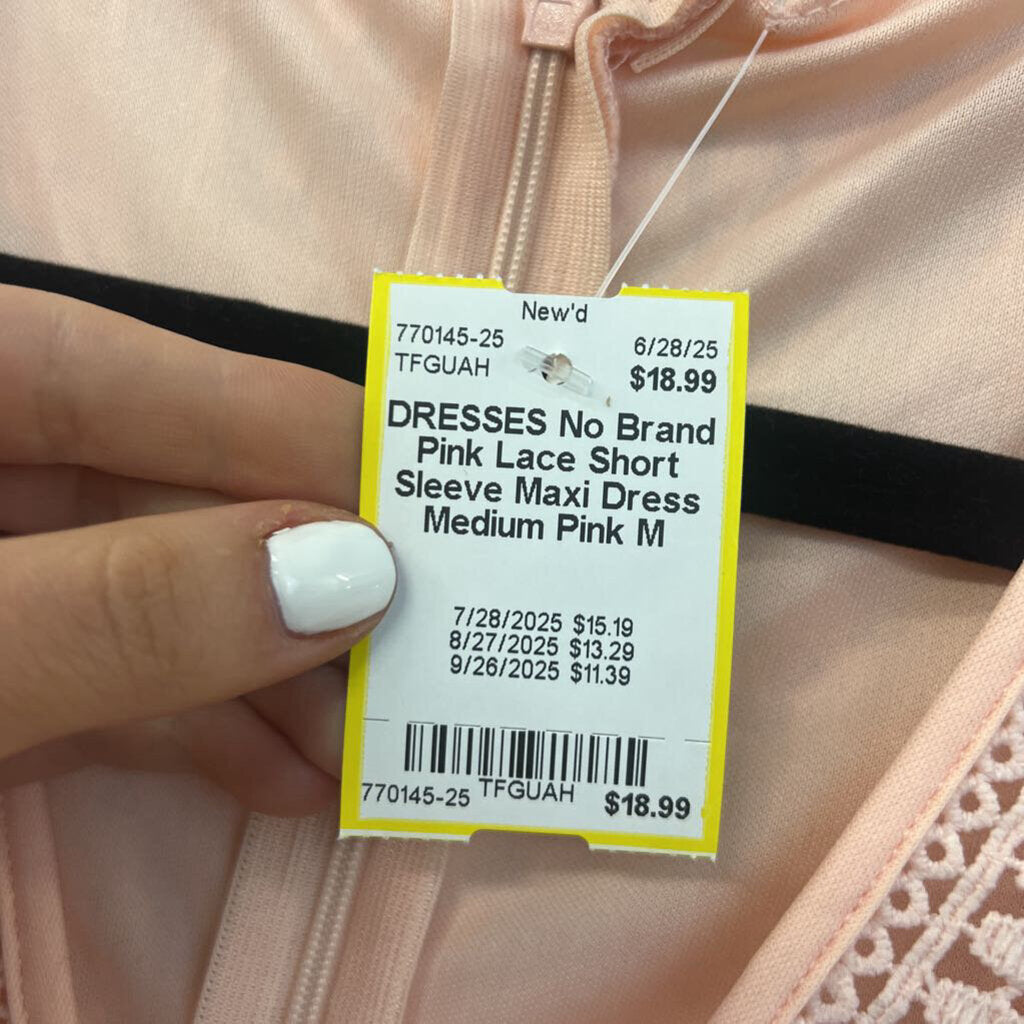 New'd
770145-25
6/28/25
TFGUAH
$18.99
DRESSES No Brand
Pink Lace Short
Sleeve Maxi Dress
Medium Pink M
7/28/2025 $15.19
8/27/2025 $13.29
9/26/2025 $11.39
770145-25 TFGUAH $18.99